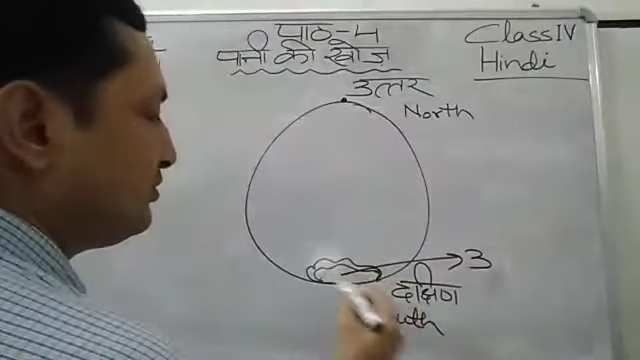 पाठ-4
पानी की खोज
Class IV
Hindi
उत्तर
North
3
दक्षिण